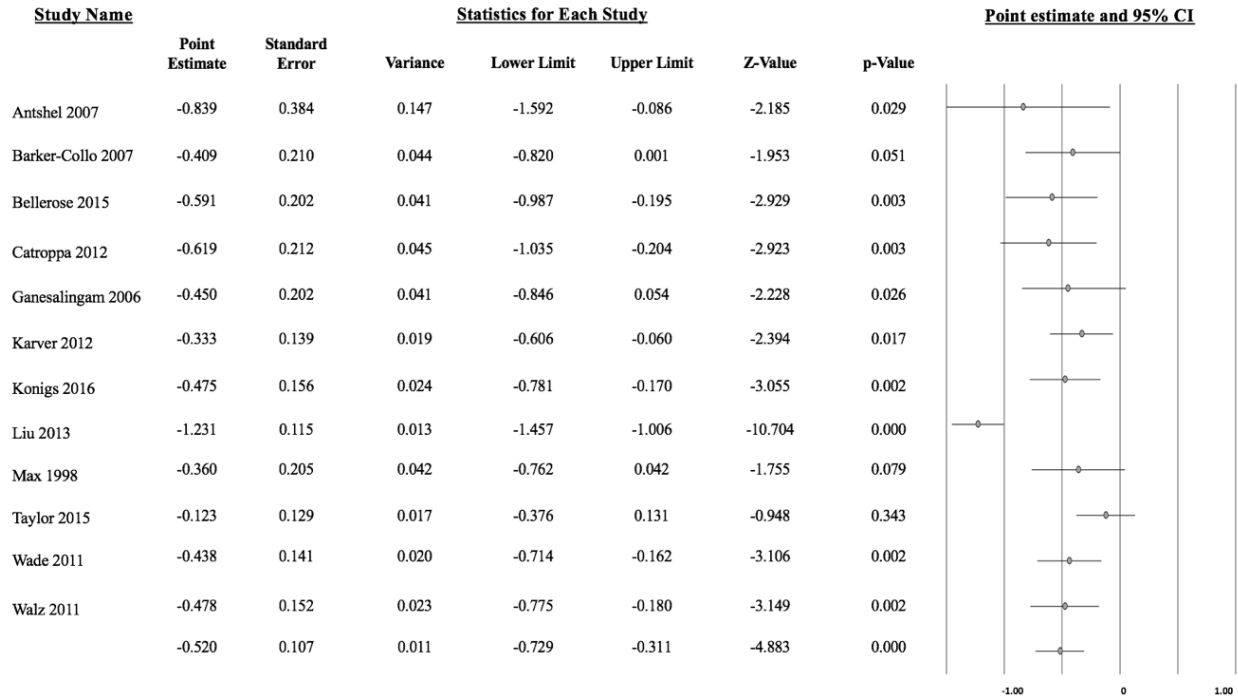 Study Name Statistics for Each Study Point estimate and 95% CI
Point Estimate Standard Error Variance Lower Limit Upper Limit Z-Value p-Value
Antshel 2007 -0.839 0.384 0.147 -1.592 -0.086 -2.185 0.029
Barker-Collo 2007 -0.409 0.210 0.044 -0.820 0.001 -1.953 0.051
Bellerose 2015 -0.591 0.202 0.041 -0.987 -0.195 -2.929 0.003
Catroppa 2012 -0.619 0.212 0.045 -1.035 -0.204 -2.923 0.003
Ganesalingam 2006 -0.450 0.202 0.041 -0.846 0.054 -2.228 0.026
Karver 2012 -0.333 0.139 0.019 -0.606 -0.060 -2.394 0.017
Konigs 2016 -0.475 0.156 0.024 -0.781 -0.170 -3.055 0.002
Liu 2013 -1.231 0.115 0.013 -1.457 -1.006 -10.704 0.000
Max 1998 -0.360 0.205 0.042 -0.762 0.042 -1.755 0.079
Taylor 2015 -0.123 0.129 0.017 -0.376 0.131 -0.948 0.343
Wade 2011 -0.438 0.141 0.020 -0.714 -0.162 -3.106 0.002
Walz 2011 -0.478 0.152 0.023 -0.775 -0.180 -3.149 0.002
-0.520 0.107 0.011 -0.729 -0.311 -4.883 0.000
-1.00 0 1.00